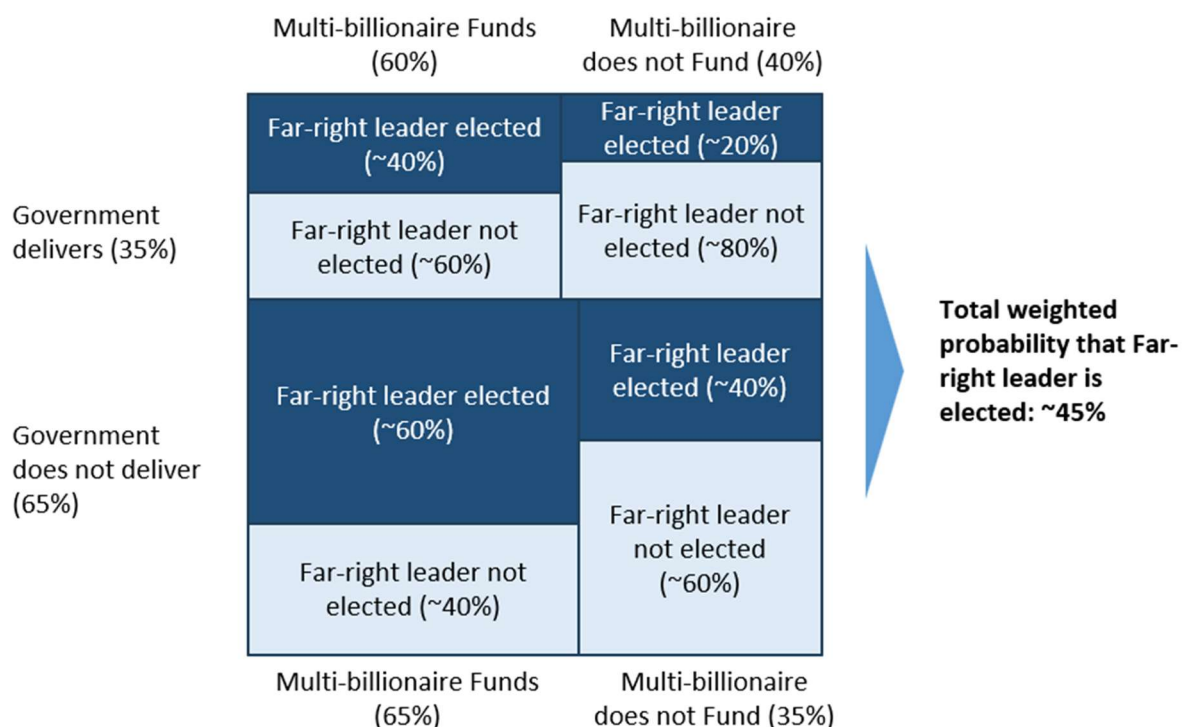 Multi-billionaire Funds
(60%)
Multi-billionaire
does not Fund (40%)
Far-right leader elected
(~40%)
Far-right leader
elected (~20%)
Government
delivers (35%)
Far-right leader not
elected (~60%)
Far-right leader not
elected (~80%)
Government
does not deliver
(65%)
Far-right leader elected
(~60%)
Far-right leader
elected (~40%)
Far-right leader not
elected (~40%)
Far-right leader
not elected
(~60%)
Total weighted
probability that Far-
right leader is
elected: ~45%
Multi-billionaire Funds
(65%)
Multi-billionaire
does not Fund (35%)